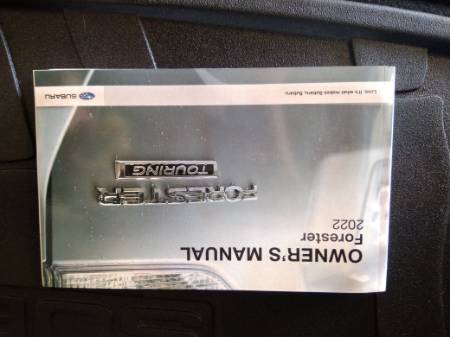 OWNER'S MANUAL
Forester
2022
FORESTER
TOURING
Love. It's what makes Subaru, Subaru.
SUBARU